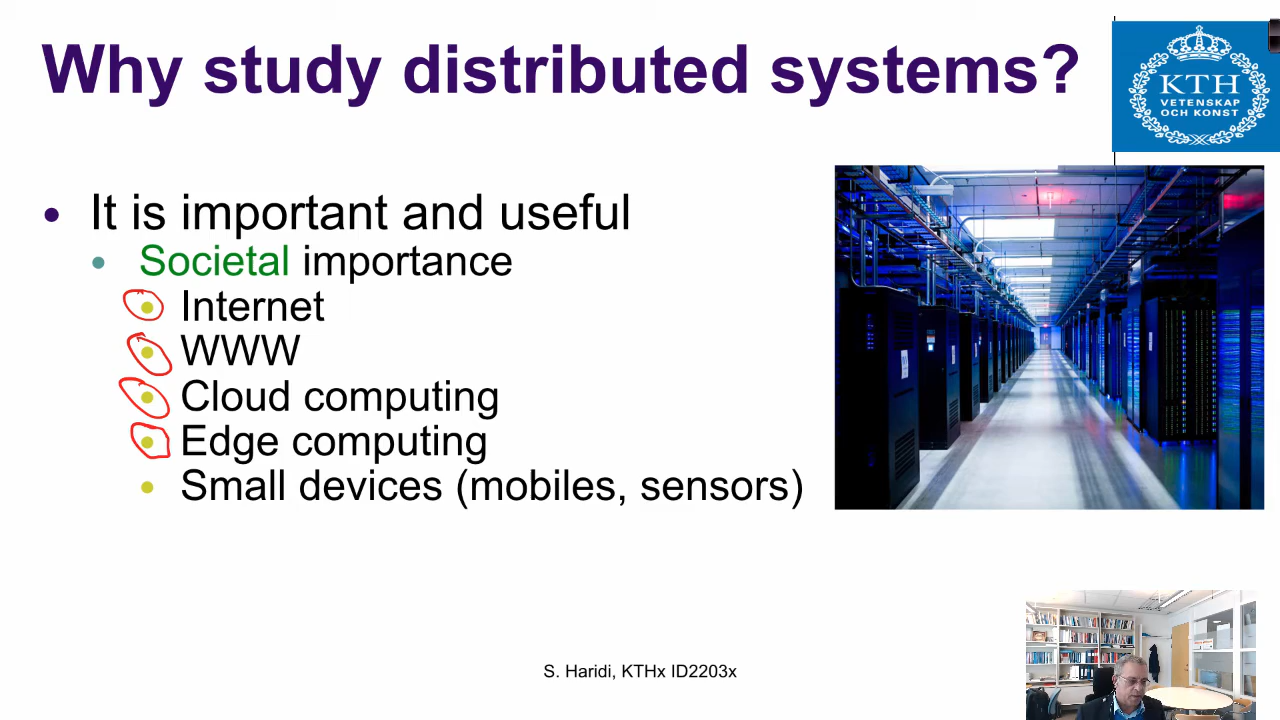 Why study distributed systems?
KTH
VETENSKAP
OCH KONST
It is important and useful
Societal importance
Internet
WWW
Cloud computing
Edge computing
Small devices (mobiles, sensors)
S. Haridi, KTHx ID2203x